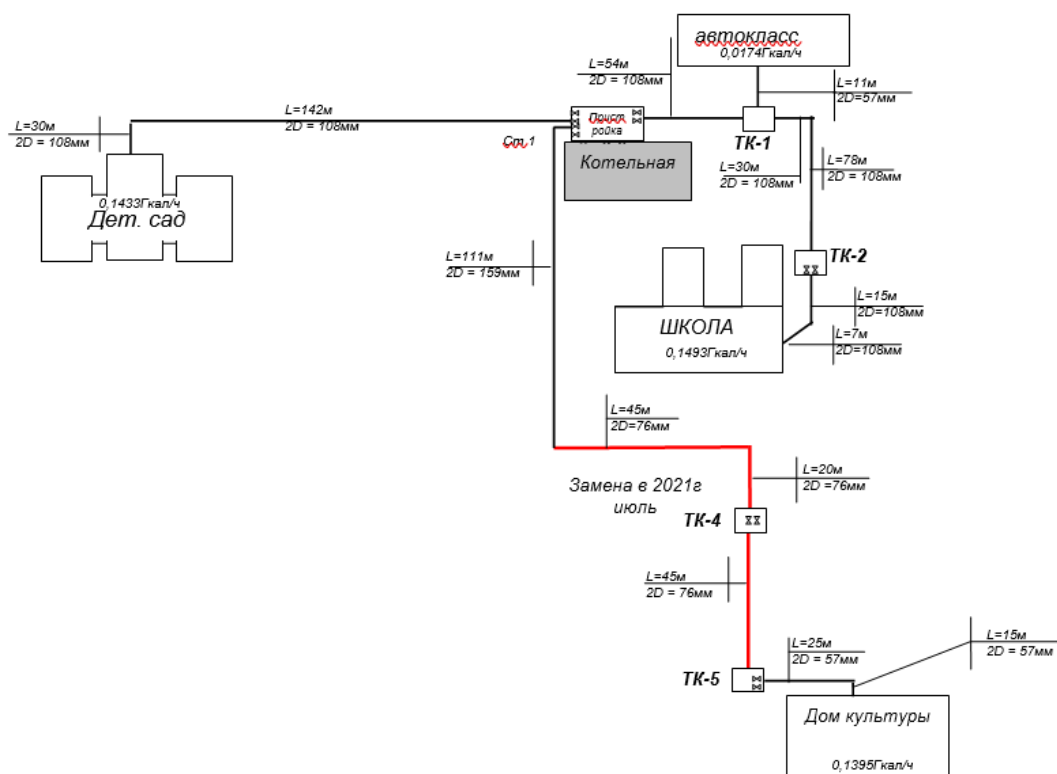 автокласс
0,0174Гкал/ч
L=54м
2D = 108мм
L=11м
2D=57мм
L=142м
2D = 108мм
L=30м
2D = 108мм
Прист
ройка
Ст.1
ТК-1
Котельная
L=30м
2D = 108мм
L=78м
2D = 108мм
0,1433Гкал/ч
Дет. сад
L=111м
2D = 159мм
ТК-2
L=15м
2D=108мм
ШКОЛА
0,1493Гкал/ч
L=7м
2D=108мм
L=45м
2D=76мм
L=20м
2D =76мм
Замена в 2021г
июль
ТК-4
L=45м
2D = 76мм
L=25м
2D = 57мм
L=15м
2D = 57мм
ТК-5
Дом культуры
0,1395Гкал/ч